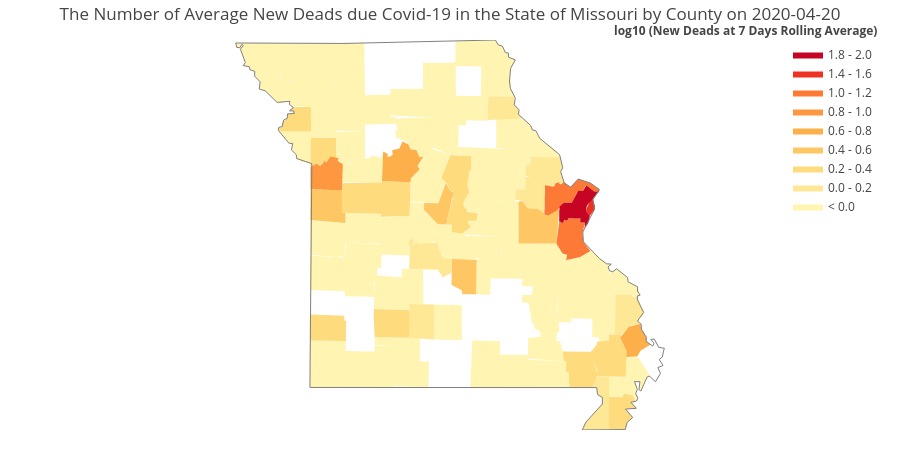 The Number of Average New Deads due Covid-19 in the State of Missouri by County on 2020-04-20
log10 (New Deads at 7 Days Rolling Average)
1.8 - 2.0
1.4 - 1.6
1.0 - 1.2
0.8 - 1.0
0.6 - 0.8
0.4 - 0.6
0.2 - 0.4
0.0 - 0.2
< 0.0